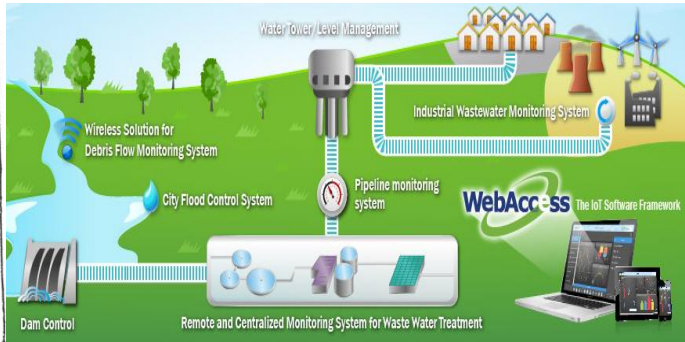 Water Tower/ Level Management
Industrial Wastewater Monitoring System
Wireless Solution for
Debris Flow Monitoring System
City Flood Control System
Pipeline monitoring
system
WebAccess The IoT Software Framework
Dam Control
Remote and Centralized Monitoring System for Waste Water Treatment